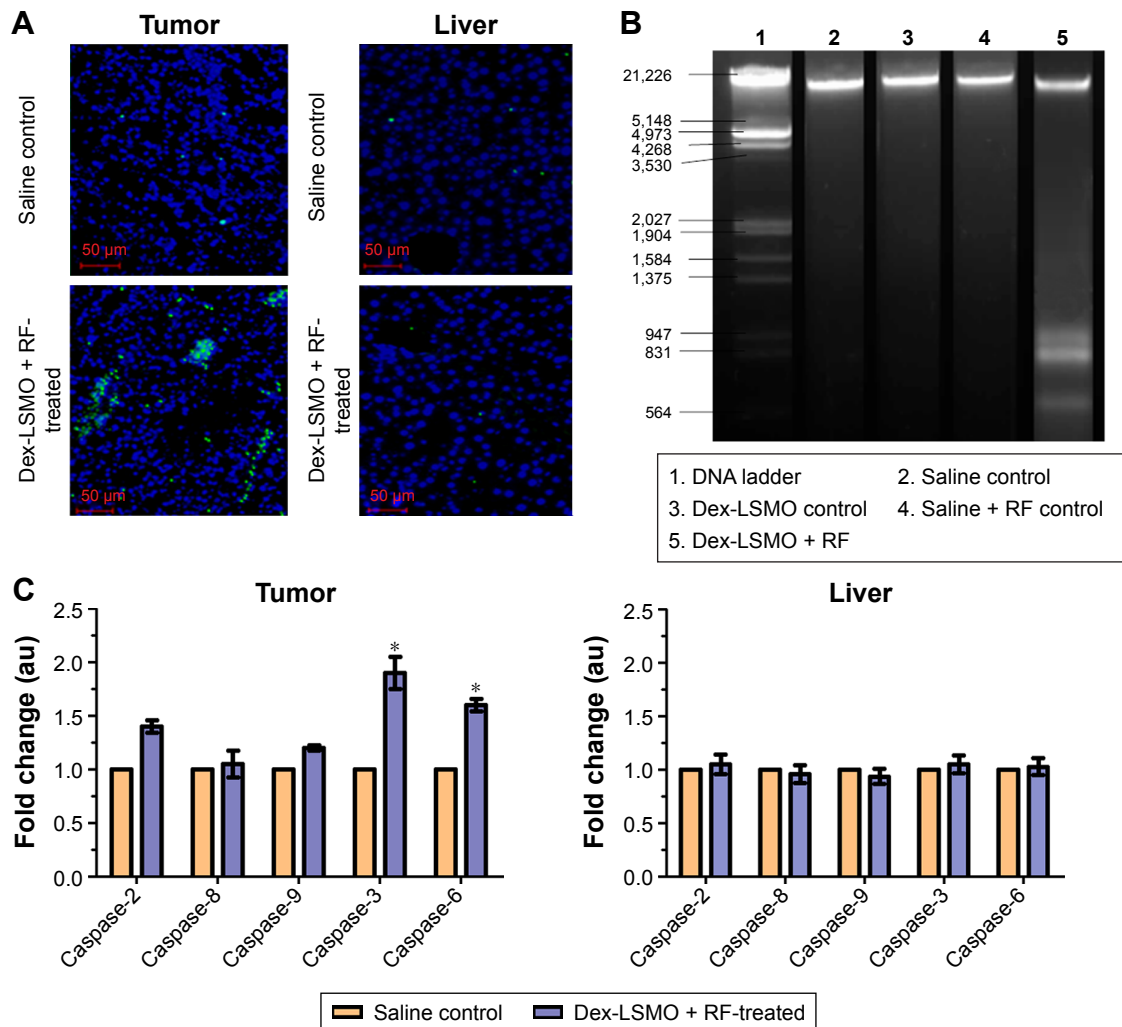 A
Tumor
Liver
Saline control
Saline control
50 µm
50 µm
Dex-LSMO + RF-
treated
Dex-LSMO + RF-
treated
50 µm
50 µm
B
1 2 3 4 5
21,226
5,148
4,973
4,268
3,530
2,027
1,904
1,584
1,375
947
831
564
1. DNA ladder 2. Saline control
3. Dex-LSMO control 4. Saline + RF control
5. Dex-LSMO + RF
C
Tumor
Fold change (au)
2.5
2.0
1.5
1.0
0.5
0.0
* *
Caspase-2 Caspase-8 Caspase-9 Caspase-3 Caspase-6
Liver
Fold change (au)
2.5
2.0
1.5
1.0
0.5
0.0
Caspase-2 Caspase-8 Caspase-9 Caspase-3 Caspase-6
Saline control Dex-LSMO + RF-treated